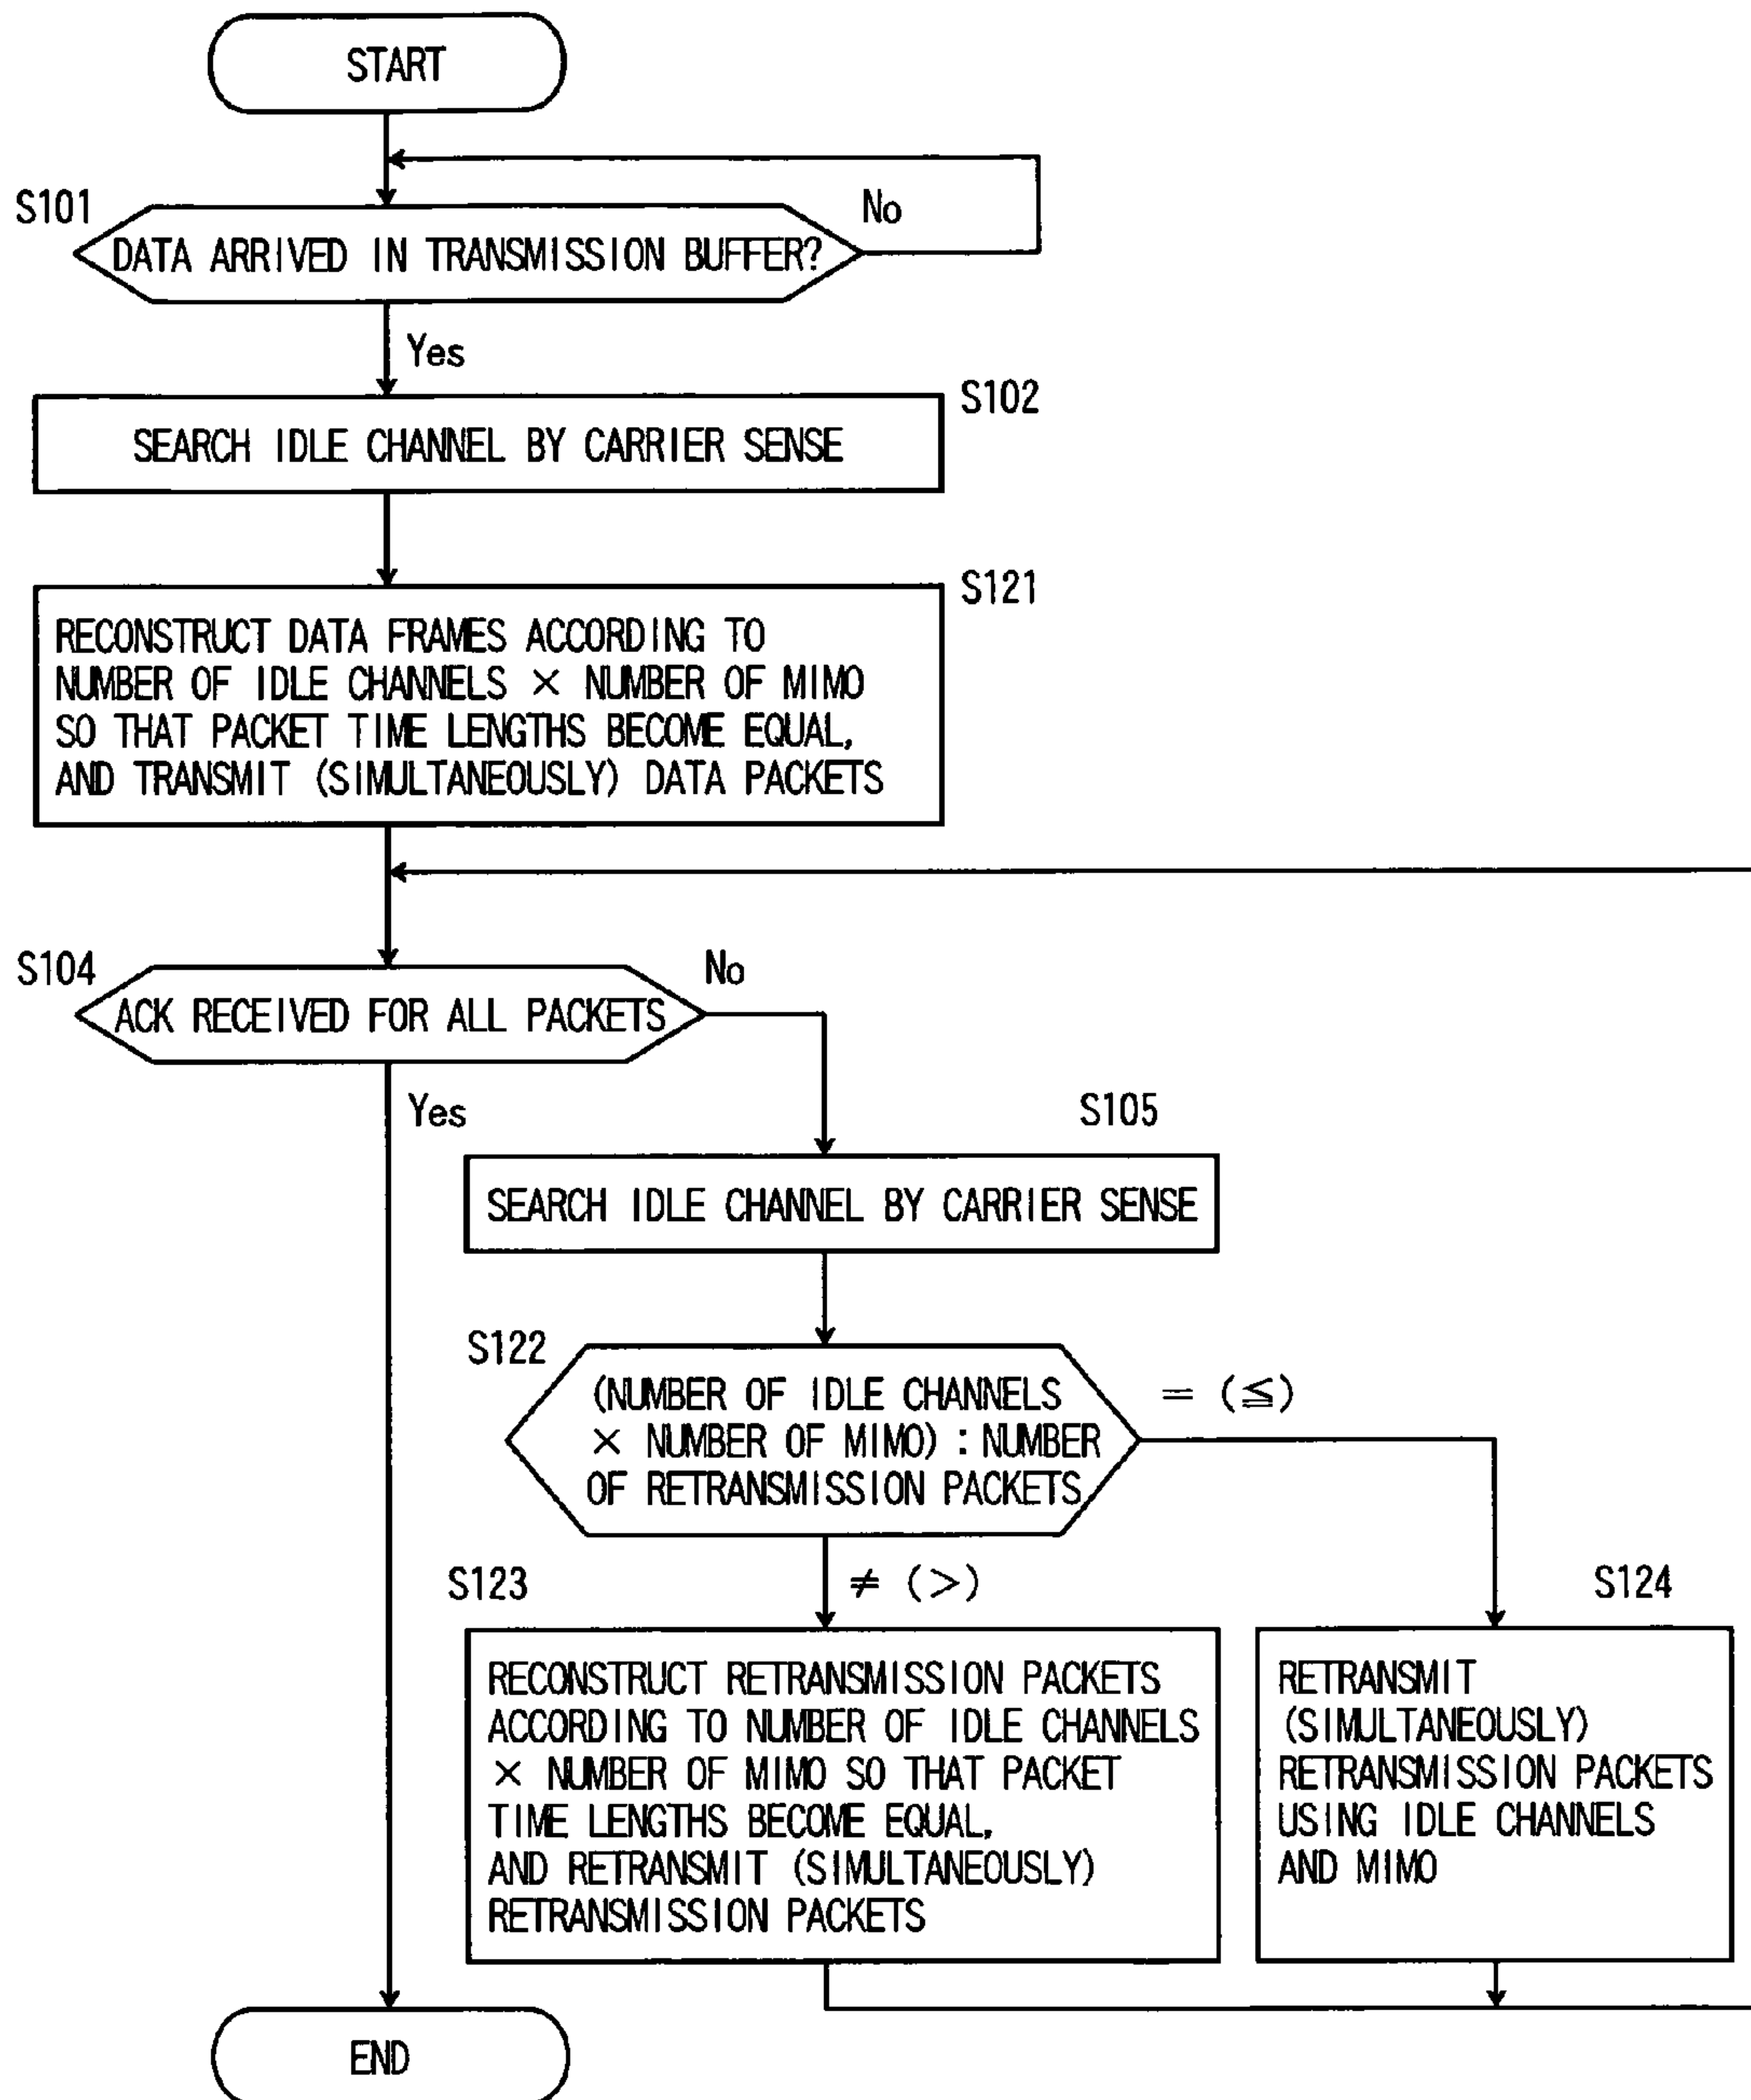 START
S101
DATA ARRIVED IN TRANSMISSION BUFFER?
No
Yes
S102
SEARCH IDLE CHANNEL BY CARRIER SENSE
S121
RECONSTRUCT DATA FRAMES ACCORDING TO
NUMBER OF IDLE CHANNELS × NUMBER OF MIMO
SO THAT PACKET TIME LENGTHS BECOME EQUAL,
AND TRANSMIT (SIMULTANEOUSLY) DATA PACKETS
S104
ACK RECEIVED FOR ALL PACKETS
No
Yes
S105
SEARCH IDLE CHANNEL BY CARRIER SENSE
S122
(NUMBER OF IDLE CHANNELS
× NUMBER OF MIMO) : NUMBER
OF RETRANSMISSION PACKETS
= (≦)
≠ (>)
S123
RECONSTRUCT RETRANSMISSION PACKETS
ACCORDING TO NUMBER OF IDLE CHANNELS
× NUMBER OF MIMO SO THAT PACKET
TIME LENGTHS BECOME EQUAL,
AND RETRANSMIT (SIMULTANEOUSLY)
RETRANSMISSION PACKETS
S124
RETRANSMIT
(SIMULTANEOUSLY)
RETRANSMISSION PACKETS
USING IDLE CHANNELS
AND MIMO
END